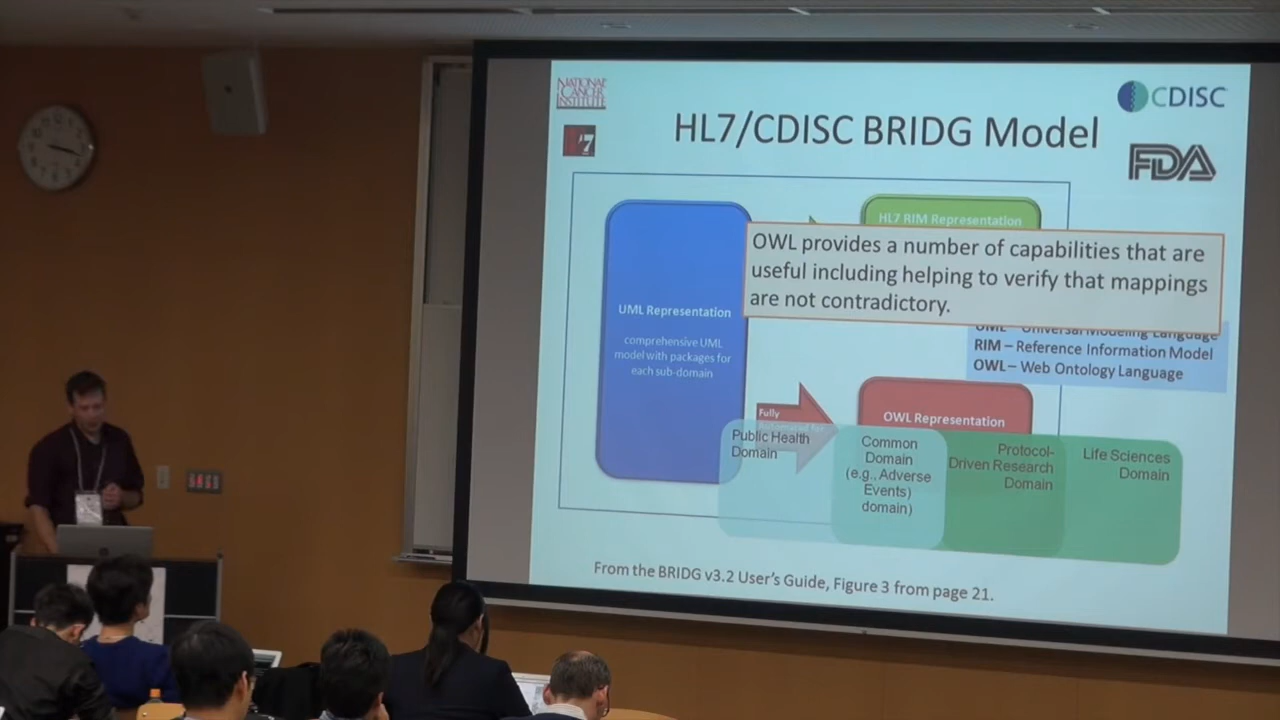 NATIONAL
CANCER
INSTITUTE
CDISC
HL7/CDISC BRIDG Model
FDA
HL7 RIM Representation
OWL provides a number of capabilities that are
useful including helping to verify that mappings
are not contradictory.
UML Representation
comprehensive UML
model with packages for
each sub-domain
UML – Universal Modeling Language
RIM – Reference Information Model
OWL – Web Ontology Language
Fully
OWL Representation
Public Health
Domain
Common
Domain
(e.g., Adverse
Events)
domain)
Protocol-
Driven Research
Domain
Life Sciences
Domain
From the BRIDG v3.2 User's Guide, Figure 3 from page 21.